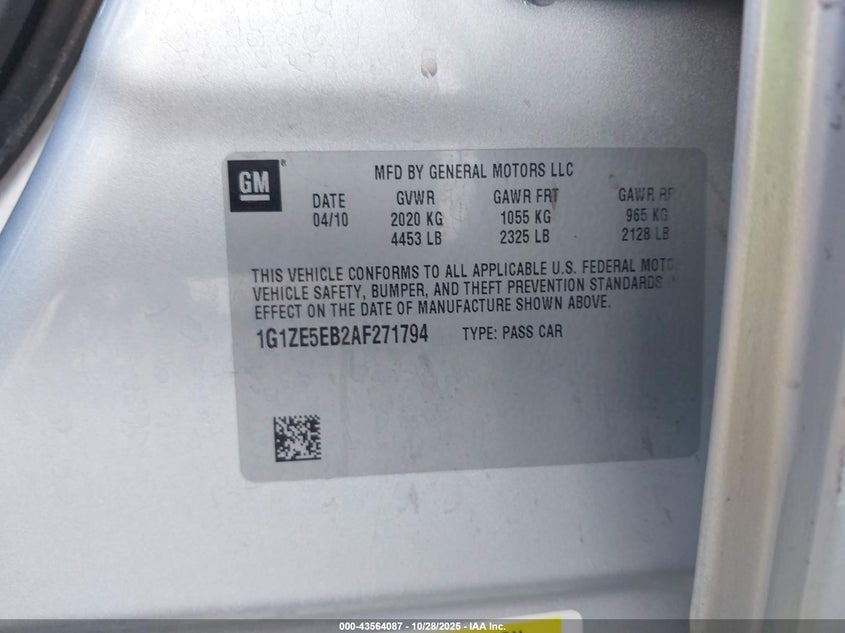 GM ®
MFD BY GENERAL MOTORS LLC
DATE GVWR GAWR FRT GAWR RR
04/10 2020 KG 1055 KG 965 KG
4453 LB 2325 LB 2128 LB
THIS VEHICLE CONFORMS TO ALL APPLICABLE U.S. FEDERAL MOTO
VEHICLE SAFETY, BUMPER, AND THEFT PREVENTION STANDARDS
EFFECT ON THE DATE OF MANUFACTURE SHOWN ABOVE.
1G1ZE5EB2AF271794 TYPE: PASS CAR
000-43564087 - 10/28/2025 - IAA Inc.